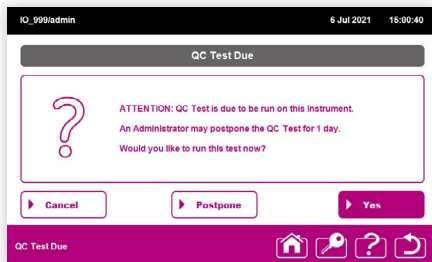 IO_999/admin 6 Jul 2021 16:00:40
QC Test Due
ATTENTION: QC Test is due to be run on this Instrument.
An Administrator may postpone the QC Test for 1 day.
Would you like to run this test now?
Cancel Postpone Yes
QC Test Due